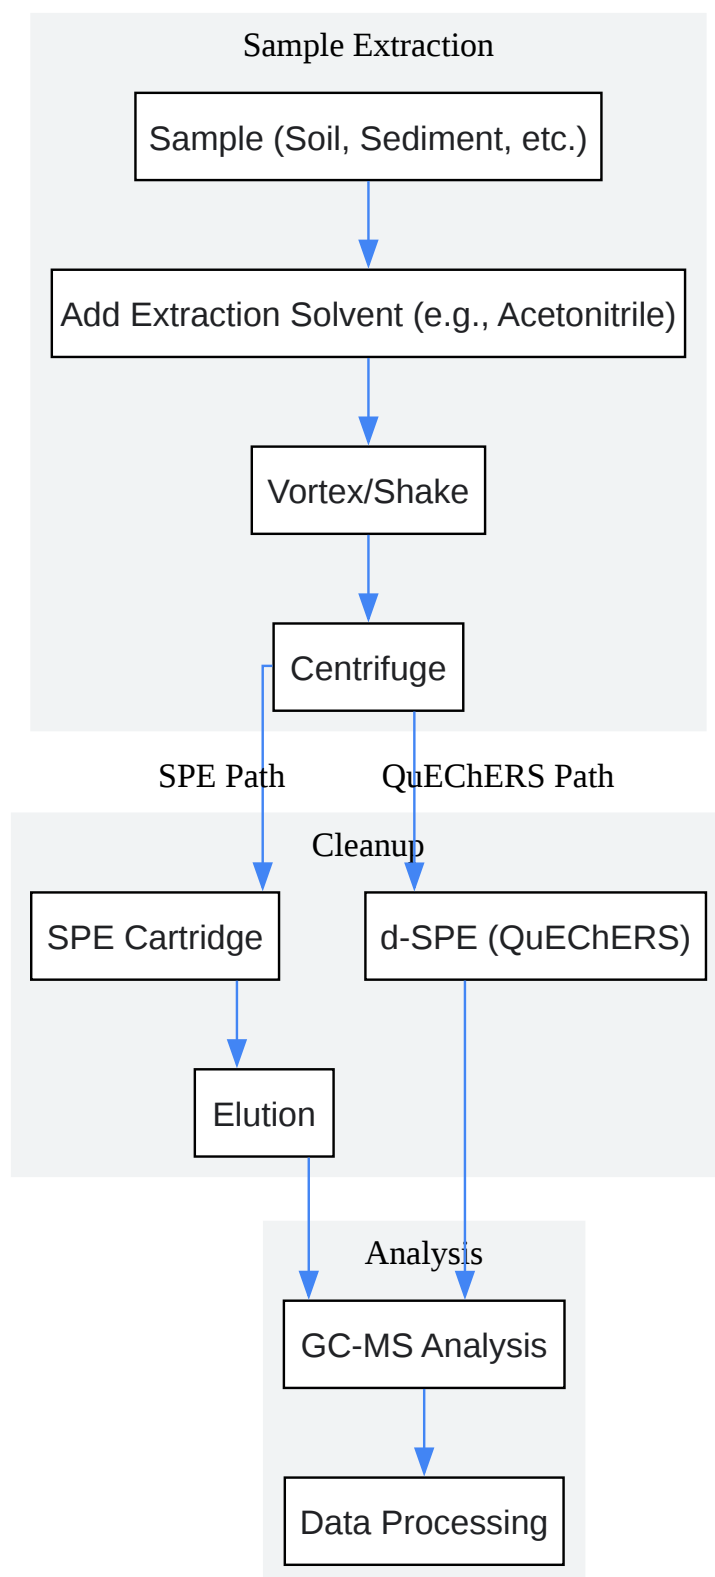 Sample Extraction
Sample (Soil, Sediment, etc.)
Add Extraction Solvent (e.g., Acetonitrile)
Vortex/Shake
Centrifuge
SPE Path
QuEChERS Path
Cleanup
SPE Cartridge
d-SPE (QuEChERS)
Elution
Analysis
GC-MS Analysis
Data Processing